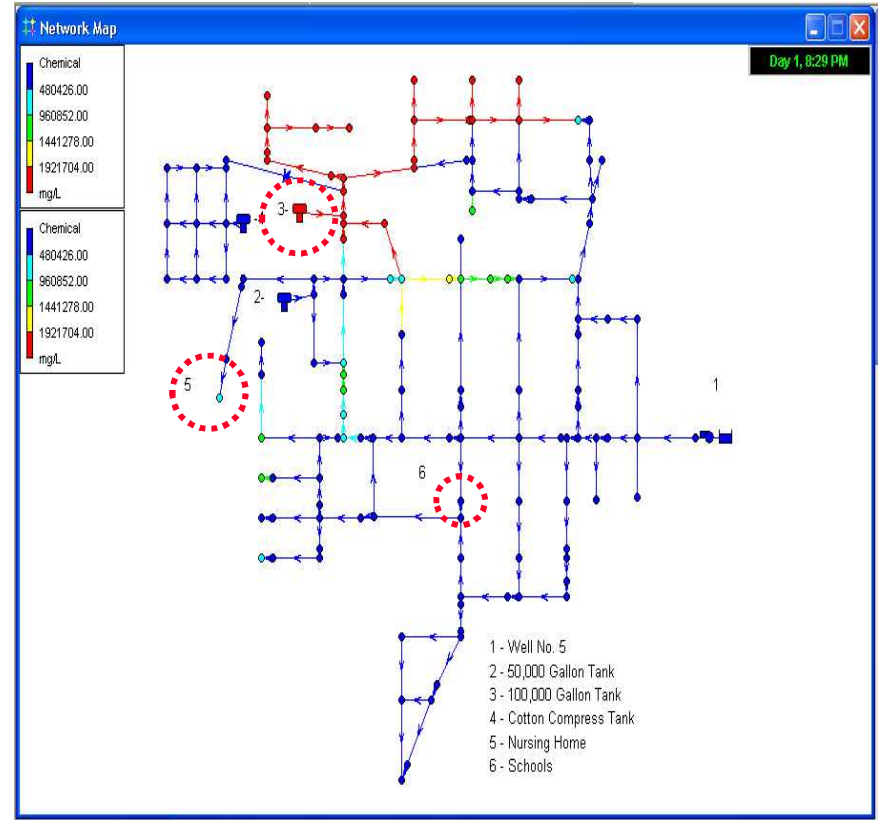 Network Map
Day 1, 8:29 PM
Chemical
480426.00
960852.00
1441278.00
1921704.00
mg/L
Chemical
480426.00
960852.00
1441278.00
1921704.00
mg/L
3-
2-
5
1
6
1 - Well No. 5
2 - 50,000 Gallon Tank
3 - 100,000 Gallon Tank
4 - Cotton Compress Tank
5 - Nursing Home
6 - Schools